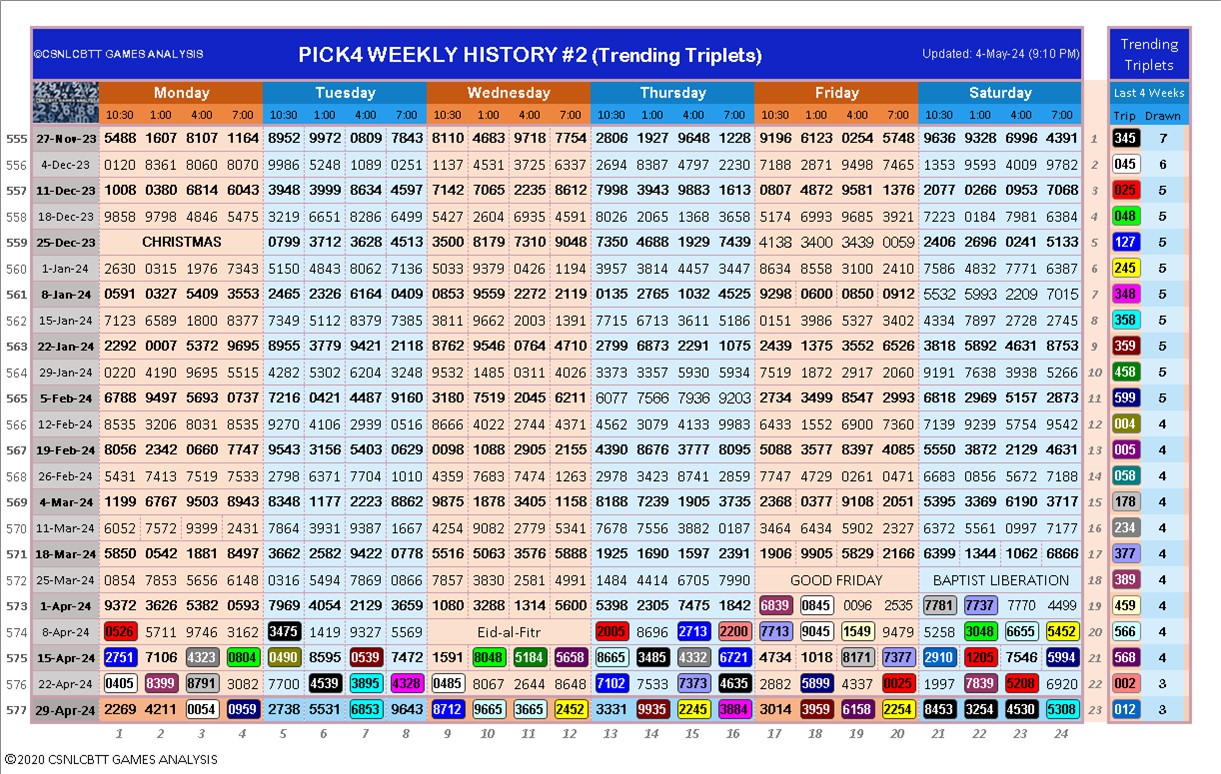 ©CSNLCBTT GAMES ANALYSIS PICK4 WEEKLY HISTORY #2 (Trending Triplets) Updated: 4-May-24 (9:10 PM) Trending Triplets
Monday Tuesday Wednesday Thursday Friday Saturday Last 4 Weeks
10:30 1:00 4:00 7:00 10:30 1:00 4:00 7:00 10:30 1:00 4:00 7:00 10:30 1:00 4:00 7:00 10:30 1:00 4:00 7:00 10:30 1:00 4:00 7:00 Trip Drawn
555 27-Nov-23 5488 1607 8107 1164 8952 9972 0809 7843 8110 4683 9718 7754 2806 1927 9648 1228 9196 6123 0254 5748 9636 9328 6996 4391 1 345 7
556 4-Dec-23 0120 8361 8060 8070 9986 5248 1089 0251 1137 4531 3725 6337 2694 8387 4797 2230 7188 2871 9498 7465 1353 9593 4009 9782 2 045 6
557 11-Dec-23 1008 0380 6814 6043 3948 3999 8634 4597 7142 7065 2235 8612 7998 3943 9883 1613 0807 4872 9581 1376 2077 0266 0953 7068 3 025 5
558 18-Dec-23 9858 9798 4846 5475 3219 6651 8286 6499 5427 2604 6935 4591 8026 2065 1368 3658 5174 6993 9685 3921 7223 0184 7981 6384 4 048 5
559 25-Dec-23 CHRISTMAS 0799 3712 3628 4513 3500 8179 7310 9048 7350 4688 1929 7439 4138 3400 3439 0059 2406 2696 0241 5133 5 127 5
560 1-Jan-24 2630 0315 1976 7343 5150 4843 8062 7136 5033 9379 0426 1194 3957 3814 4457 3447 8634 8558 3100 2410 7586 4832 7771 6387 6 245 5
561 8-Jan-24 0591 0327 5409 3553 2465 2326 6164 0409 0853 9559 2272 2119 0135 2765 1032 4525 9298 0600 0850 0912 5532 5993 2209 7015 7 348 5
562 15-Jan-24 7123 6589 1800 8377 7349 5112 8379 7385 3811 9662 2003 1391 7715 6713 3611 5186 0151 3986 5327 3402 4334 7897 2728 2745 8 358 5
563 22-Jan-24 2292 0007 5372 9695 8955 3779 9421 2118 8762 9546 0764 4710 2799 6873 2291 1075 2439 1375 3552 6526 3818 5892 4631 8753 9 359 5
564 29-Jan-24 0220 4190 9695 5515 4282 5302 6204 3248 9532 1485 0311 4026 3373 3357 5930 5934 7519 1872 2917 2060 9191 7638 3938 5266 10 458 5
565 5-Feb-24 6788 9497 5693 0737 7216 0421 4487 9160 3180 7519 2045 6211 6077 7566 7936 9203 2734 3499 8547 2993 6818 2969 5157 2873 11 599 5
566 12-Feb-24 8535 3206 8031 8535 9270 4106 2939 0516 8666 4022 2744 4371 4562 3079 4133 9983 6433 1552 6900 7360 7139 9239 5754 9542 12 004 4
567 19-Feb-24 8056 2342 0660 7747 9543 3156 5403 0629 0098 1088 2905 2155 4390 8676 3777 8095 5088 3577 8397 4085 5550 3872 2129 4631 13 005 4
568 26-Feb-24 5431 7413 7519 7533 2798 6371 7704 1010 4359 7683 7474 1263 2978 3423 8741 2859 7747 4729 0261 0471 6683 0856 5672 7188 14 058 4
569 4-Mar-24 1199 6767 9503 8943 8348 1177 2223 8862 9875 1878 3405 1158 8188 7239 1905 3735 2368 0377 9108 2051 5395 3369 6190 3717 15 178 4
570 11-Mar-24 6052 7572 9399 2431 7864 3931 9387 1667 4254 9082 2779 5341 7678 7556 3882 0187 3464 6434 5902 2327 6372 5561 0997 7177 16 234 4
571 18-Mar-24 5850 0542 1881 8497 3662 2582 9422 0778 5516 5063 3576 5888 1925 1690 1597 2391 1906 9905 5829 2166 6399 1344 1062 6866 17 377 4
572 25-Mar-24 0854 7853 5656 6148 0316 5494 7869 0866 7857 3830 2581 4991 1484 4414 6705 7990 GOOD FRIDAY BAPTIST LIBERATION 18 389 4
573 1-Apr-24 9372 3626 5382 0593 7969 4054 2129 3659 1080 3288 1314 5600 5398 2305 7475 1842 6839 0845 0096 2535 7781 7737 7770 4499 19 459 4
574 8-Apr-24 0526 5711 9746 3162 3475 1419 9327 5569 Eid-al-Fitr 2005 8696 2713 2200 7713 9045 1549 9479 5258 3048 6655 5452 20 566 4
575 15-Apr-24 2751 7106 4323 0804 0490 8595 0539 7472 1591 8048 5184 5658 8665 3485 4332 6721 4734 1018 8171 7377 2910 1205 7546 5994 21 568 4
576 22-Apr-24 0405 8399 8791 3082 7700 4539 3895 4328 0485 8067 2644 8648 7102 7533 7373 4635 2882 5899 4337 0025 1997 7839 5208 6920 22 002 3
577 29-Apr-24 2269 4211 0054 0959 2738 5531 6853 9643 8712 9665 3665 2452 3331 9935 2245 3884 3014 3959 6158 2254 8453 3254 4530 5308 23 012 3
1 2 3 4 5 6 7 8 9 10 11 12 13 14 15 16 17 18 19 20 21 22 23 24
©2020 CSNLCBTT GAMES ANALYSIS